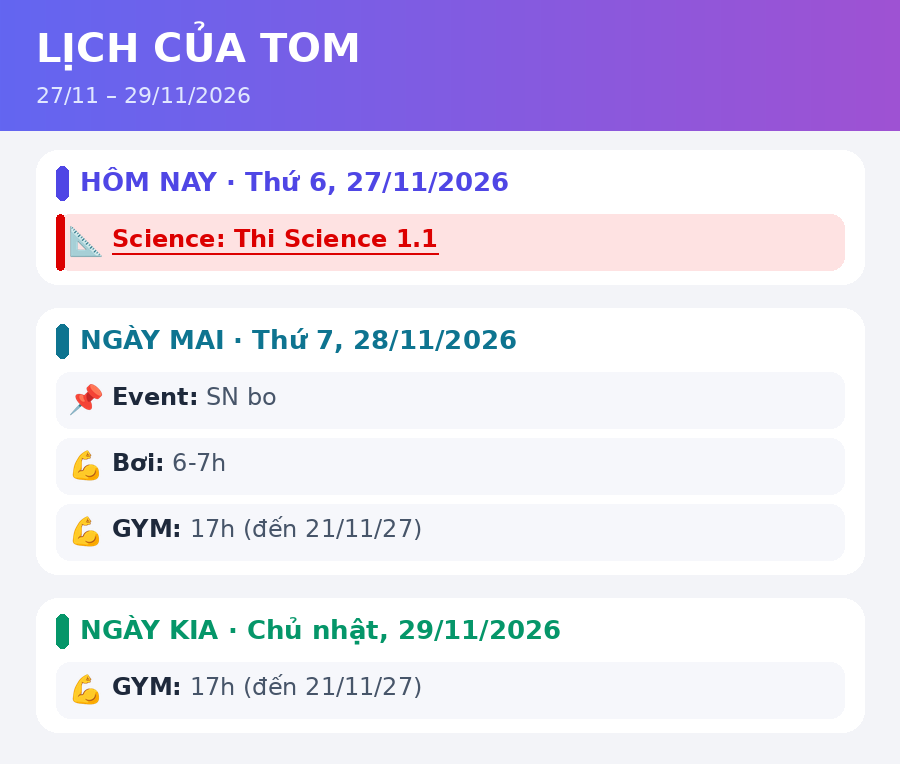 LỊCH CỦA TOM
27/11 – 29/11/2026
HÔM NAY · Thứ 6, 27/11/2026
Science: Thi Science 1.1
NGÀY MAI · Thứ 7, 28/11/2026
Event: SN bo
Bơi: 6-7h
GYM: 17h (đến 21/11/27)
NGÀY KIA · Chủ nhật, 29/11/2026
GYM: 17h (đến 21/11/27)